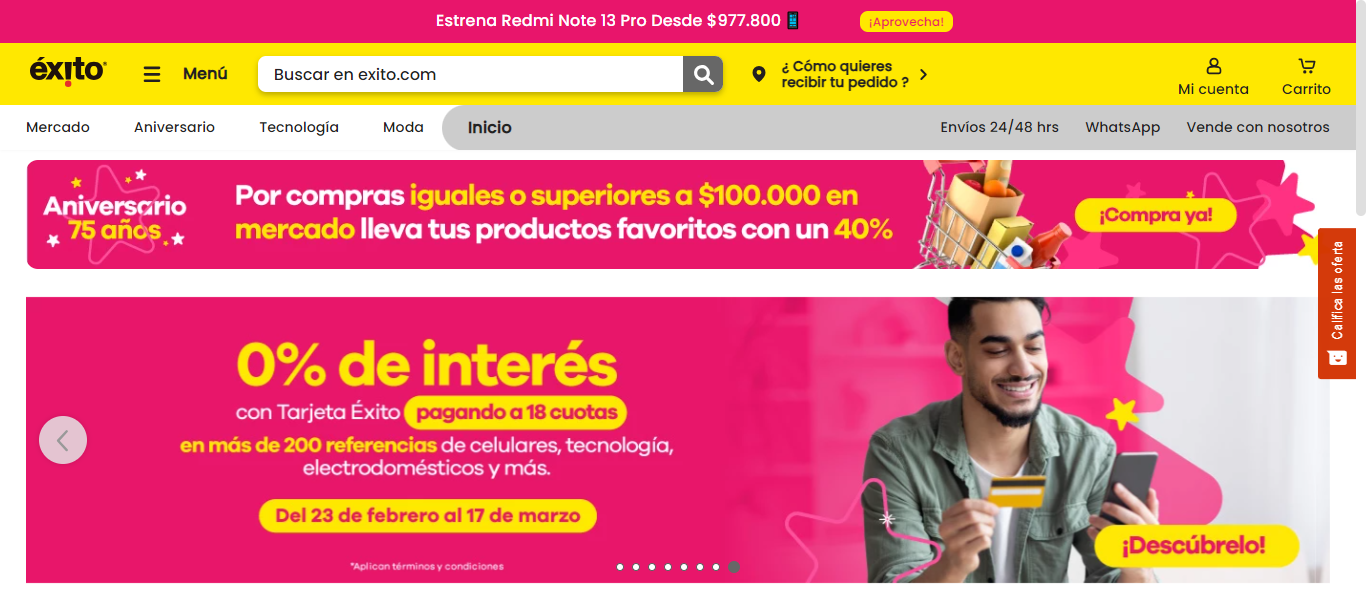 Estrena Redmi Note 13 Pro Desde $977.800
¡Aprovecha!
éxito
Menú
Buscar en exito.com
¿ Cómo quieres
recibir tu pedido ?
Mi cuenta
Carrito
Mercado
Aniversario
Tecnología
Moda
Inicio
Envíos 24/48 hrs
WhatsApp
Vende con nosotros
Aniversario
75 años
Por compras iguales o superiores a $100.000 en
mercado lleva tus productos favoritos con un 40%
¡Compra ya!
Califica las oferta
0% de interés
con Tarjeta Éxito pagando a 18 cuotas
en más de 200 referencias de celulares, tecnología,
electrodomésticos y más.
Del 23 de febrero al 17 de marzo
*Aplican términos y condiciones
¡Descúbrelo!